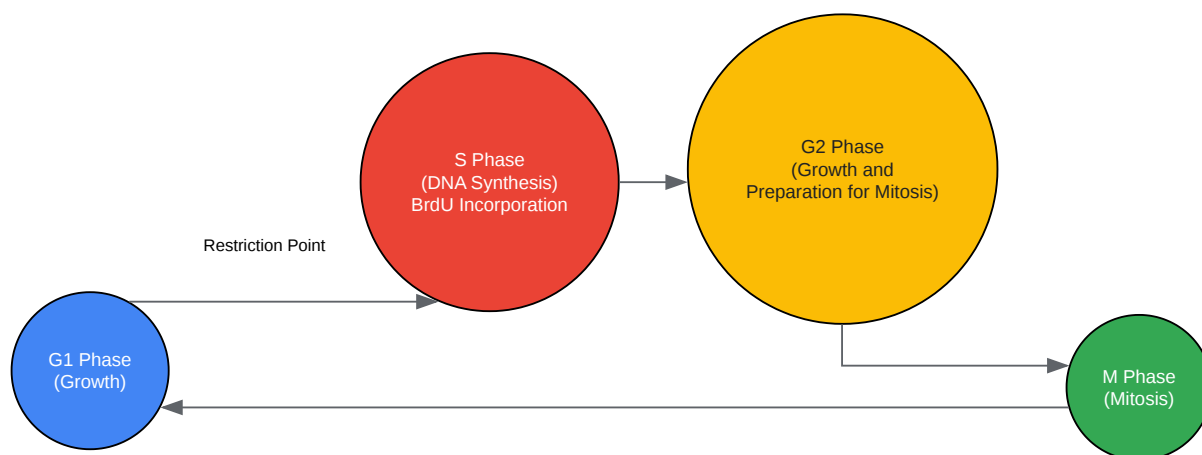 S Phase
(DNA Synthesis)
BrdU Incorporation
G2 Phase
(Growth and
Preparation for Mitosis)
Restriction Point
G1 Phase
(Growth)
M Phase
(Mitosis)